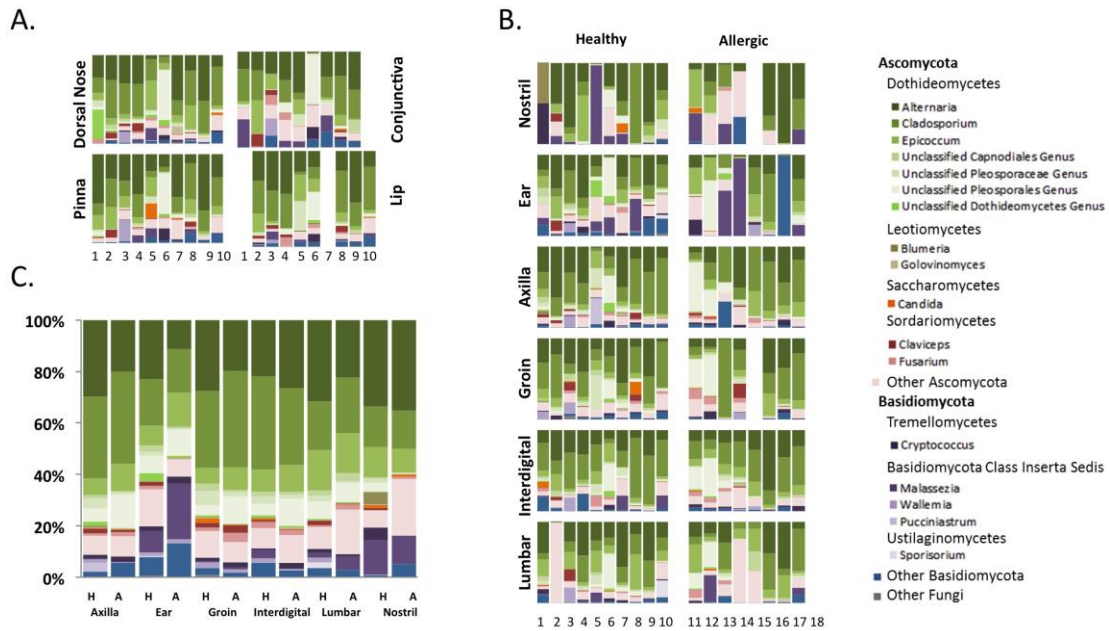 A.
Dorsal Nose
Conjunctiva
Pinna
Lip
1 2 3 4 5 6 7 8 9 10
1 2 3 4 5 6 7 8 9 10
B.
Healthy
Allergic
Nostril
Ear
Axilla
Groin
Interdigital
Lumbar
1 2 3 4 5 6 7 8 9 10
11 12 13 14 15 16 17 18
Ascomycota
Dothideomycetes
Alternaria
Cladosporium
Epicoccum
Unclassified Capnodiales Genus
Unclassified Pleosporaceae Genus
Unclassified Pleosporales Genus
Unclassified Dothideomycetes Genus
Leotiomycetes
Blumeria
Golovinomyces
Saccharomycetes
Candida
Sordariomycetes
Claviceps
Fusarium
Other Ascomycota
Basidiomycota
Tremellomycetes
Cryptococcus
Basidiomycota Class Inserta Sedis
Malassezia
Wallemia
Pucciniastrum
Ustilaginomycetes
Sporisorium
Other Basidiomycota
Other Fungi
C.
100%
80%
60%
40%
20%
0%
H A H A H A H A H A H A
Axilla Ear Groin Interdigital Lumbar Nostril